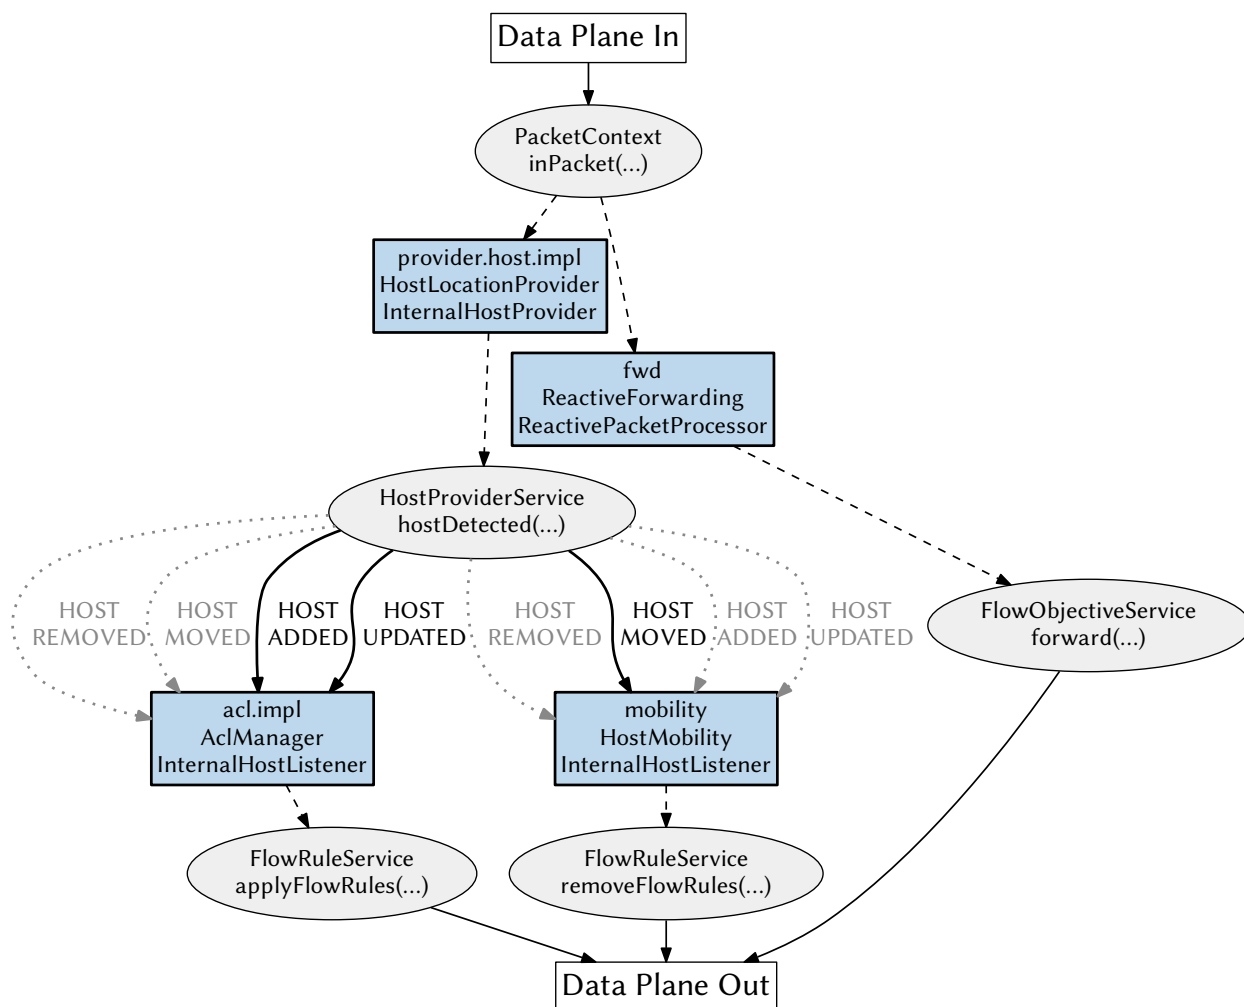 Data Plane In
PacketContext
inPacket(...)
provider.host.impl
HostLocationProvider
InternalHostProvider
fwd
ReactiveForwarding
ReactivePacketProcessor
HostProviderService
hostDetected(...)
HOST
REMOVED
HOST
MOVED
HOST
ADDED
HOST
UPDATED
HOST
REMOVED
HOST
MOVED
HOST
ADDED
HOST
UPDATED
FlowObjectiveService
forward(...)
acl.impl
AclManager
InternalHostListener
mobility
HostMobility
InternalHostListener
FlowRuleService
applyFlowRules(...)
FlowRuleService
removeFlowRules(...)
Data Plane Out